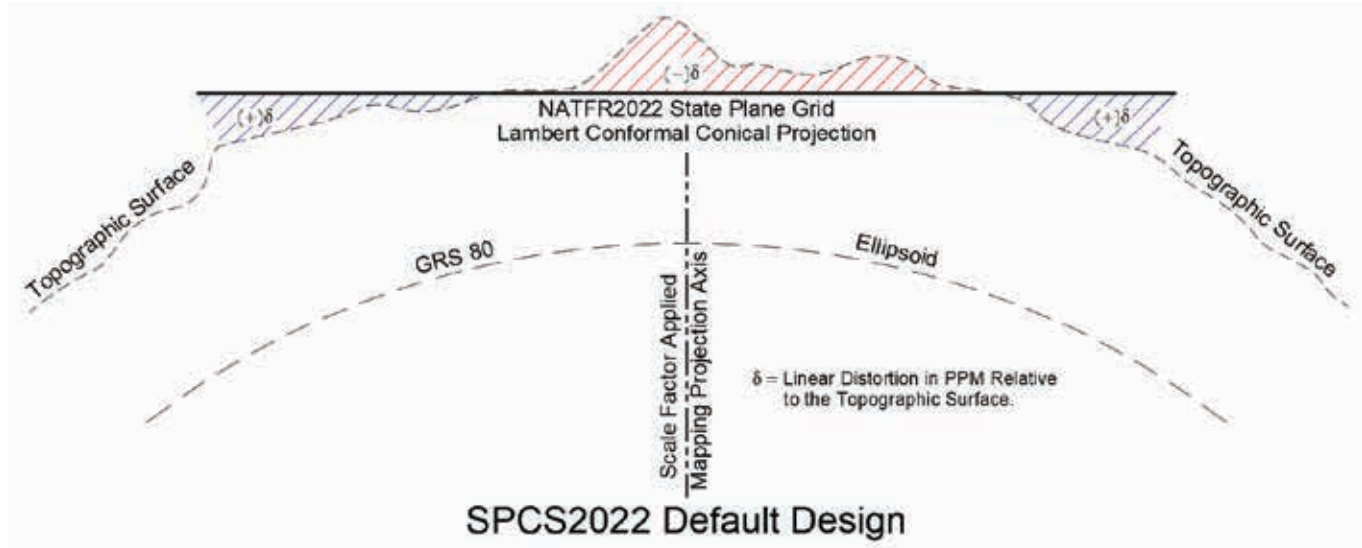 (−)δ
(+)δ
(+)δ
NATFR2022 State Plane Grid
Lambert Conformal Conical Projection
Topographic Surface
Topographic Surface
GRS 80
Ellipsoid
Scale Factor Applied
Mapping Projection Axis
δ = Linear Distortion in PPM Relative
to the Topographic Surface.
SPCS2022 Default Design